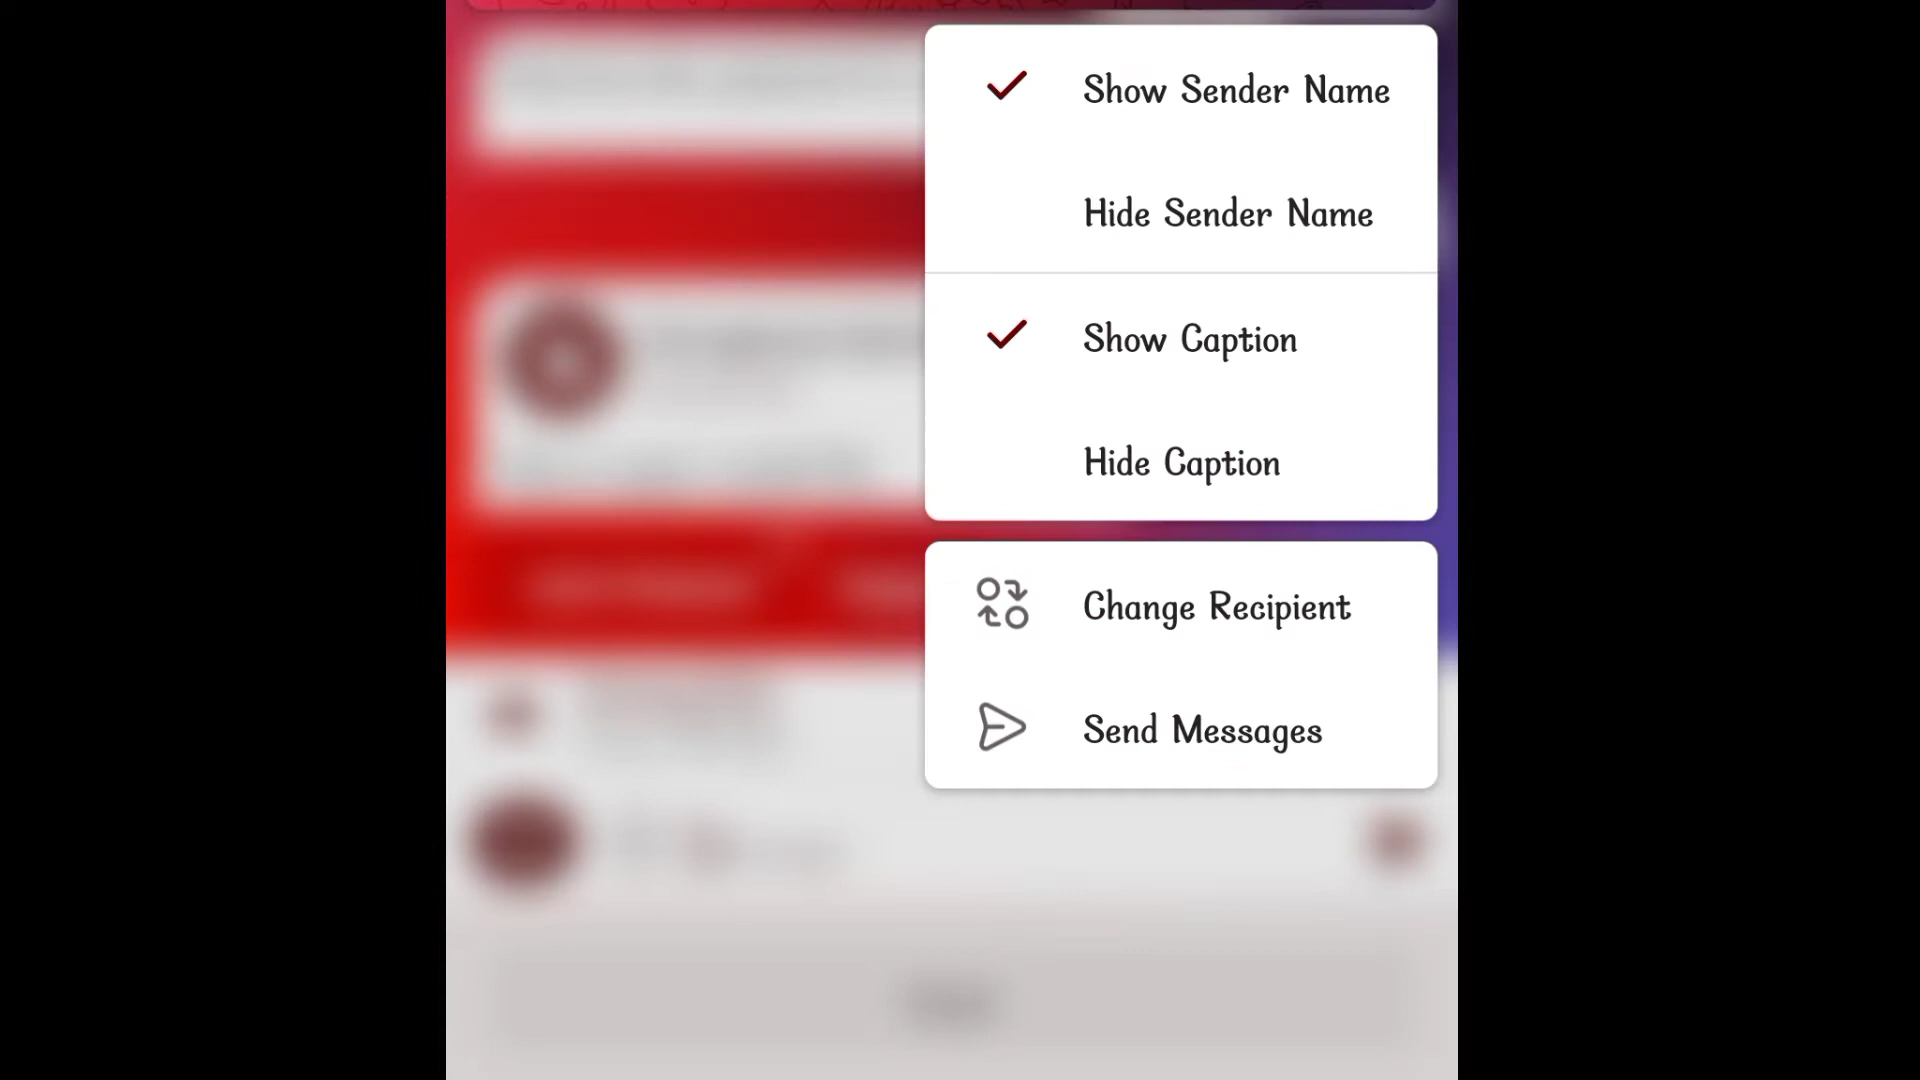 Show Sender Name
Hide Sender Name
Show Caption
Hide Caption
Change Recipient
Send Messages